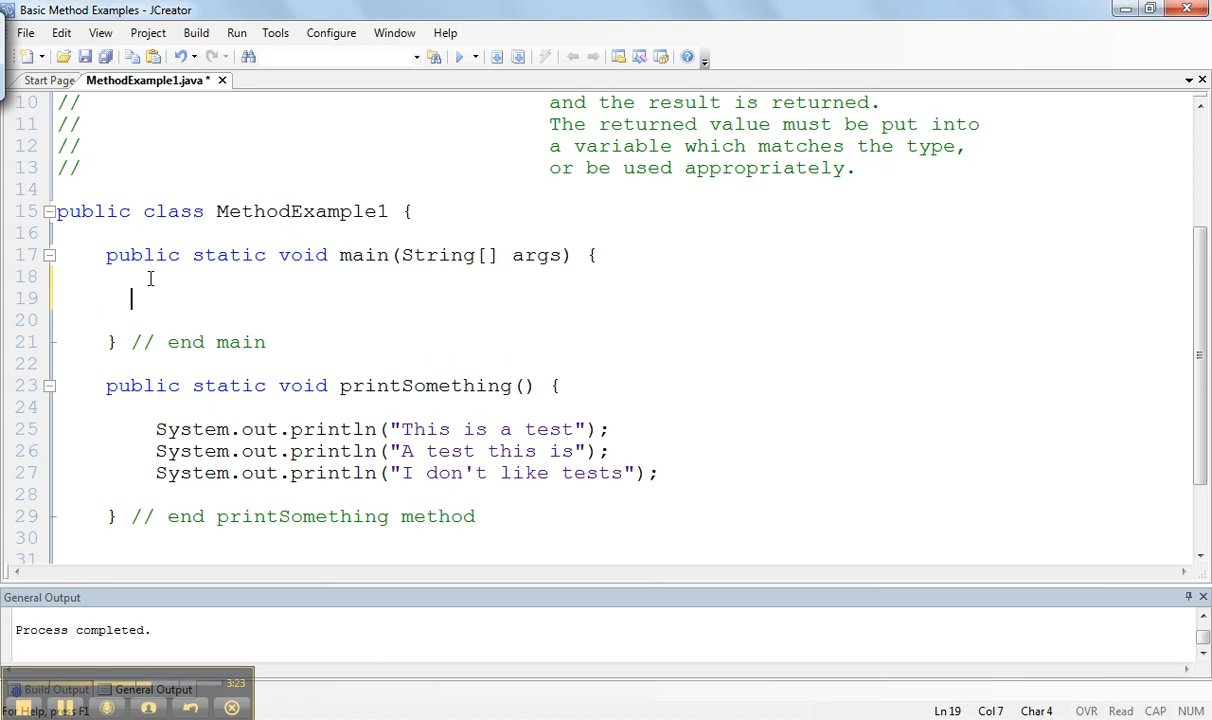 Basic Method Examples - JCreator
File Edit View Project Build Run Tools Configure Window Help
Start Page MethodExample1.java *
10 // and the result is returned.
11 // The returned value must be put into
12 // a variable which matches the type,
13 // or be used appropriately.
14
15 public class MethodExample1 {
16
17 public static void main(String[] args) {
18
19
20
21 } // end main
22
23 public static void printSomething() {
24
25 System.out.println("This is a test");
26 System.out.println("A test this is");
27 System.out.println("I don't like tests");
28
29 } // end printSomething method
30
31
General Output
Process completed.
3:23
Build Output General Output
For Help, press F1 Ln 19 Col 7 Char 4 OVR Read CAP NUM